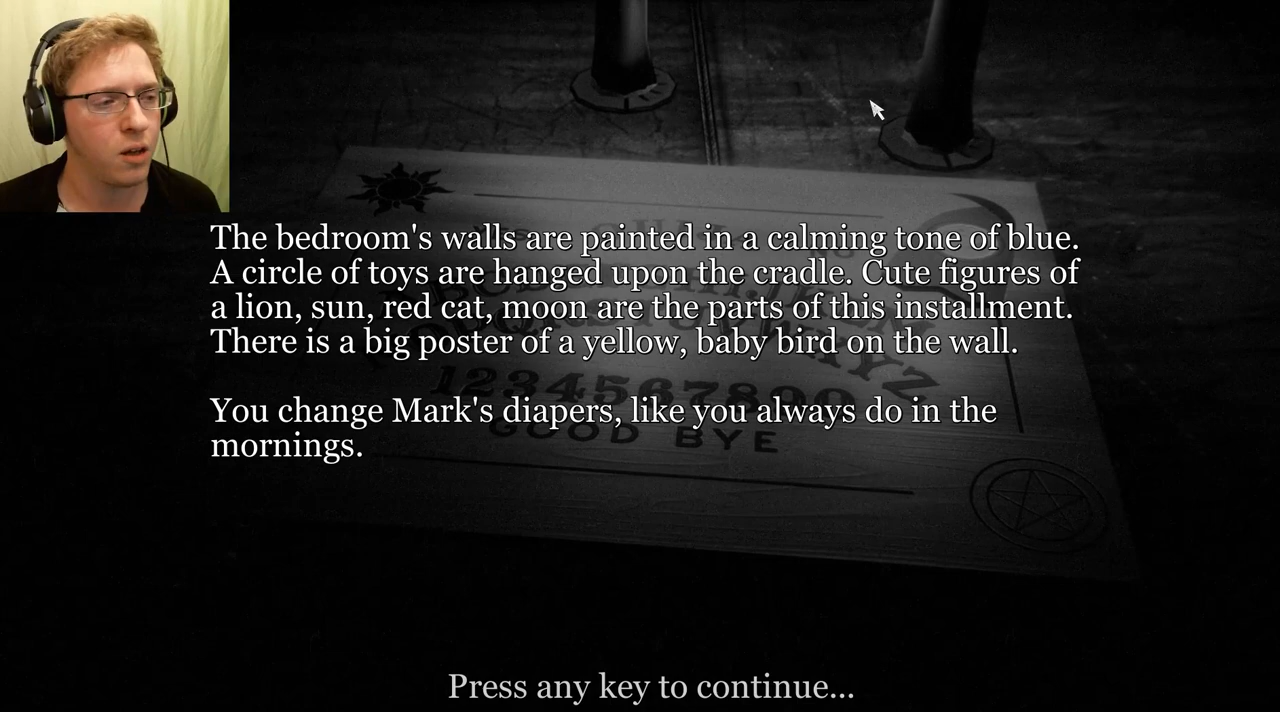 The bedroom's walls are painted in a calming tone of blue.
A circle of toys are hanged upon the cradle. Cute figures of
a lion, sun, red cat, moon are the parts of this installment.
There is a big poster of a yellow, baby bird on the wall.
1234567890
You change Mark's diapers, like you always do in the
GOOD BYE
mornings.
Press any key to continue...